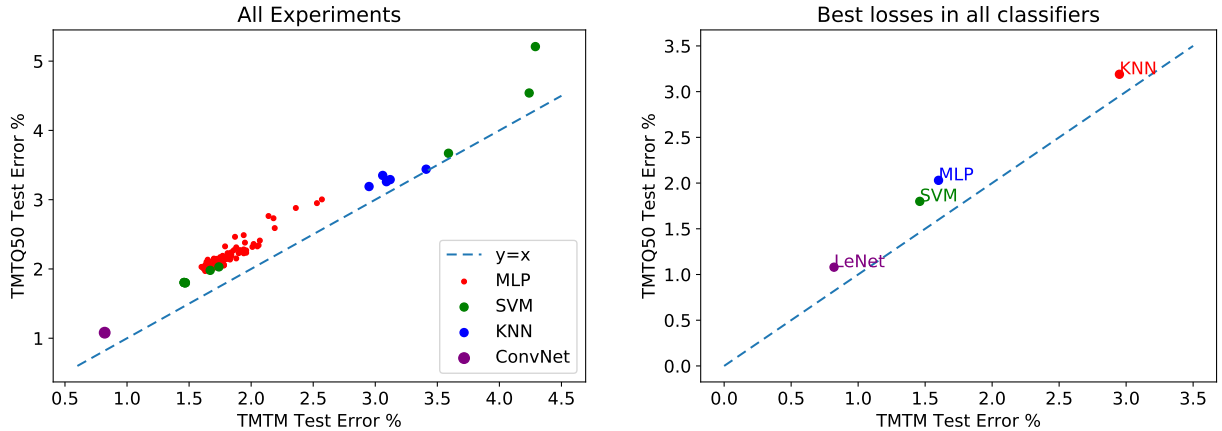 All Experiments
TMTQ50 Test Error %
5
4
3
2
1
y=x
MLP
SVM
KNN
ConvNet
0.5 1.0 1.5 2.0 2.5 3.0 3.5 4.0 4.5
TMTM Test Error %
Best losses in all classifiers
TMTQ50 Test Error %
3.5
3.0
2.5
2.0
1.5
1.0
0.5
0.0
KNN
MLP
SVM
LeNet
0.0 0.5 1.0 1.5 2.0 2.5 3.0 3.5
TMTM Test Error %